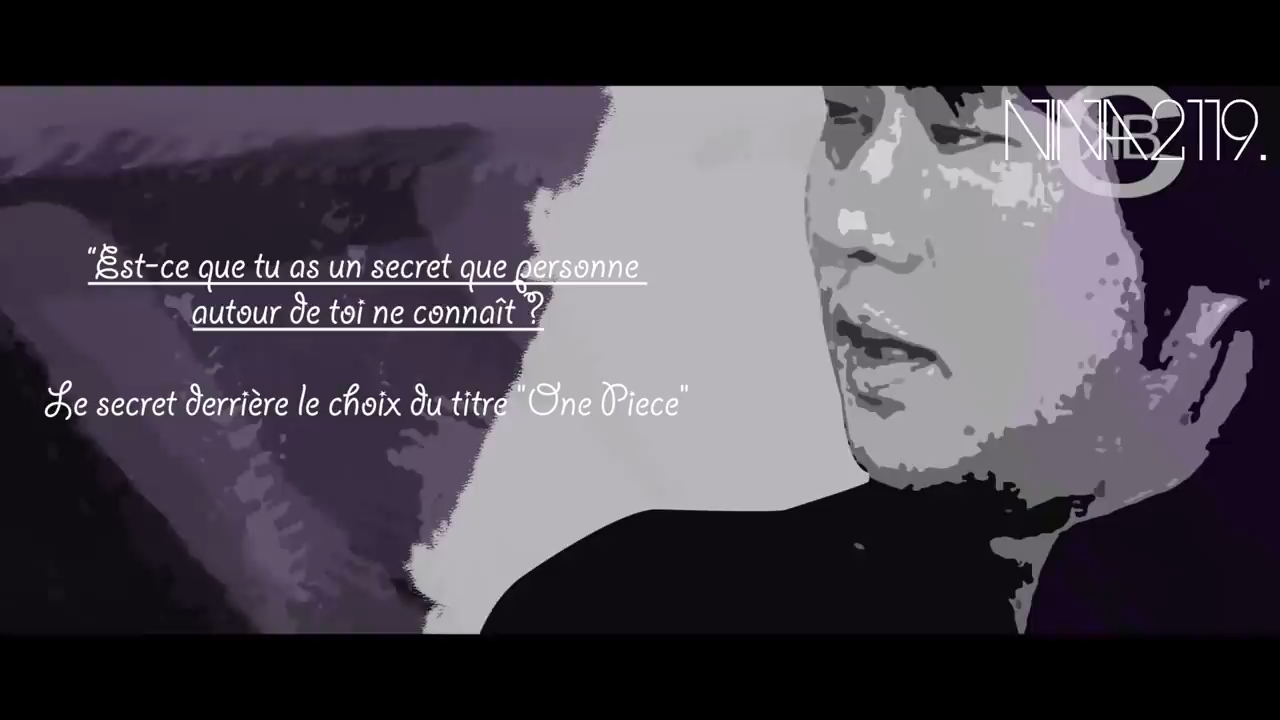 NINA2119.
"Est-ce que tu as un secret que personne
autour de toi ne connaît ?
Le secret derrière le choix du titre "One Piece"